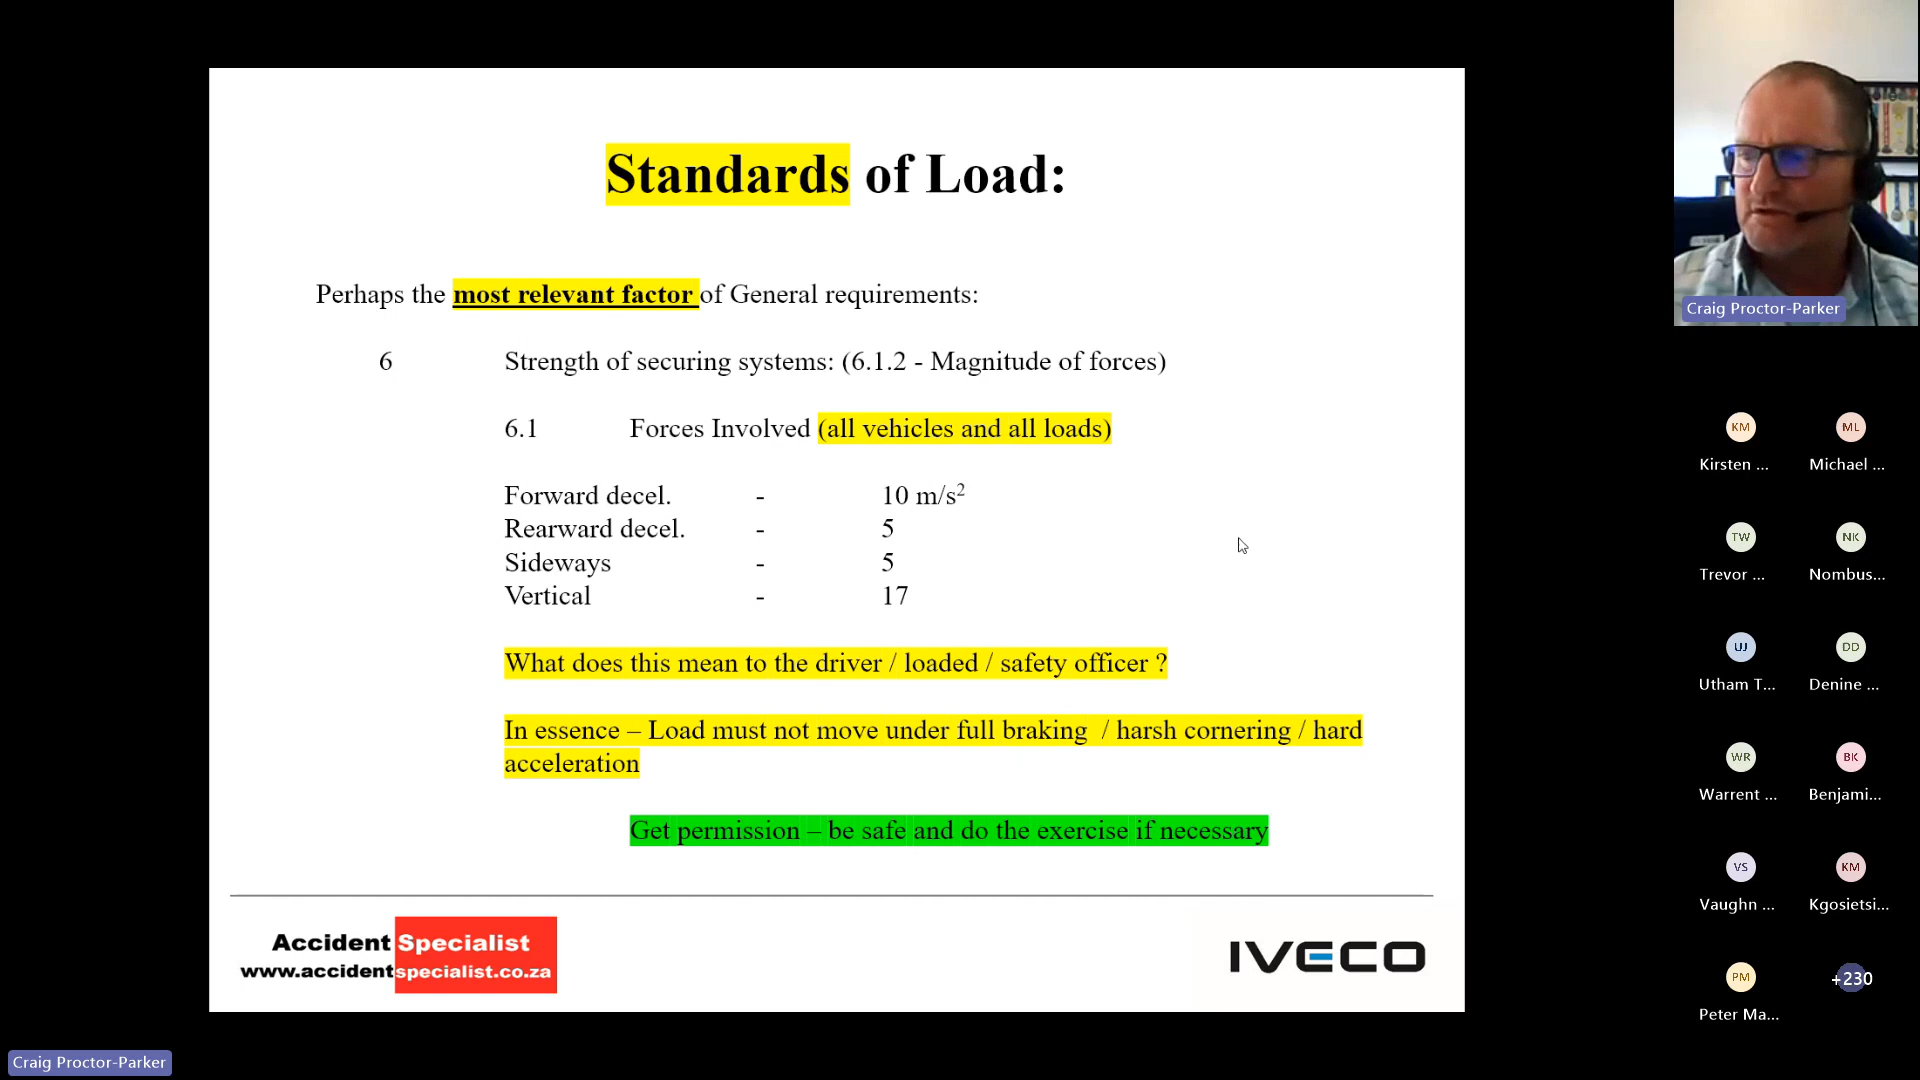 Standards of Load:
Perhaps the most relevant factor of General requirements:
6 Strength of securing systems: (6.1.2 - Magnitude of forces)
6.1 Forces Involved (all vehicles and all loads)
Forward decel. - 10 m/s²
Rearward decel. - 5
Sideways - 5
Vertical - 17
What does this mean to the driver / loaded / safety officer ?
In essence – Load must not move under full braking / harsh cornering / hard
acceleration
Get permission – be safe and do the exercise if necessary
Accident Specialist
www.accidentspecialist.co.za
IVECO
Craig Proctor-Parker
Craig Proctor-Parker
KM ML
Kirsten ... Michael ...
TW NK
Trevor ... Nombus...
UJ DD
Utham T... Denine ...
WR BK
Warrent ... Benjami...
VS KM
Vaughn ... Kgosietsi...
PM +230
Peter Ma...